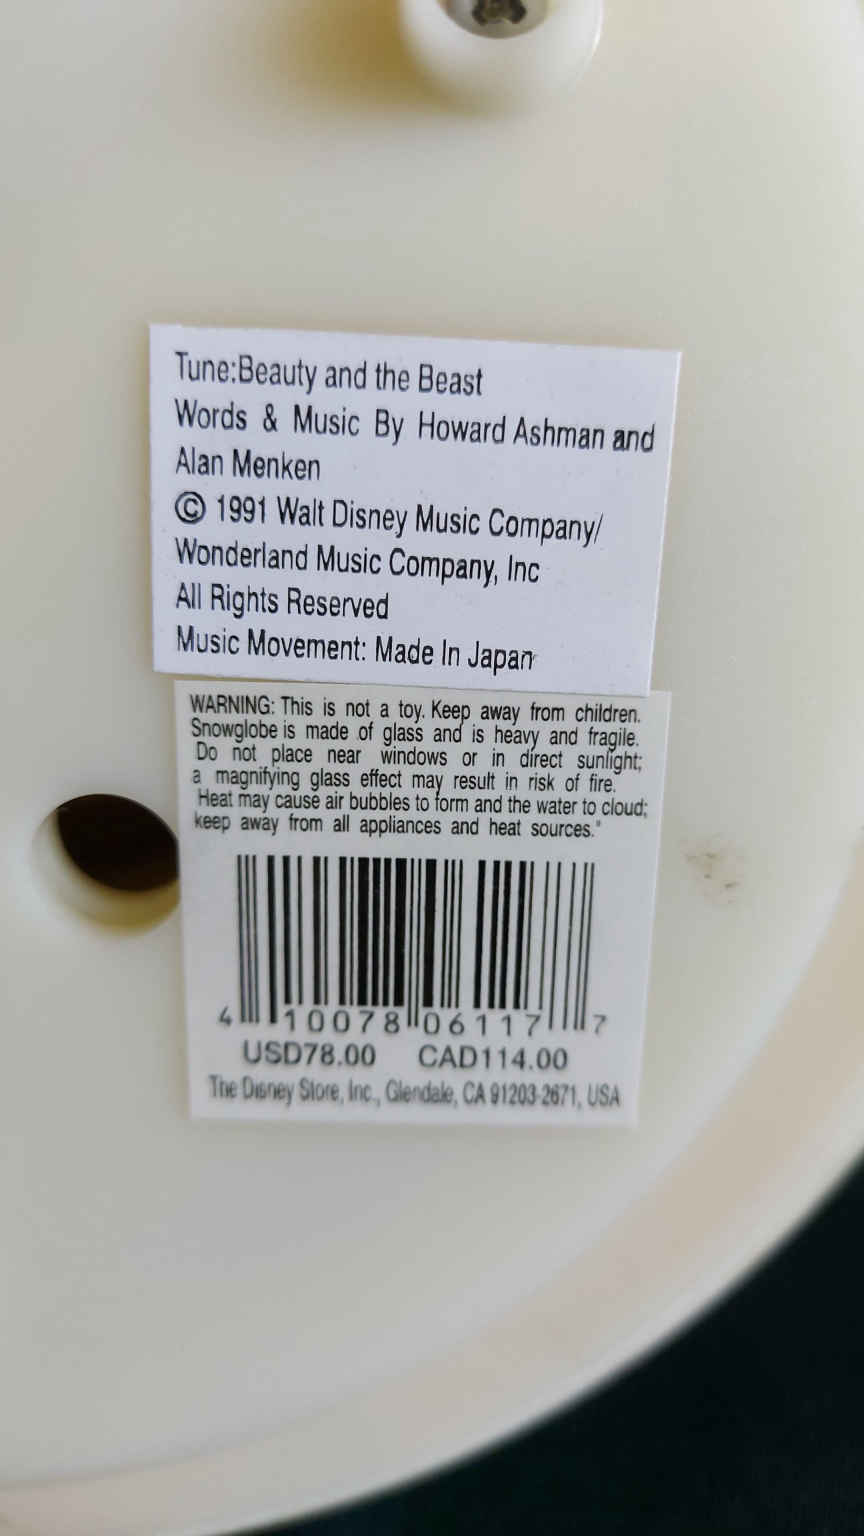 Tune:Beauty and the Beast
Words & Music By Howard Ashman and
Alan Menken
© 1991 Walt Disney Music Company/
Wonderland Music Company, Inc
All Rights Reserved
Music Movement: Made In Japan
WARNING: This is not a toy. Keep away from children.
Snowglobe is made of glass and is heavy and fragile.
Do not place near windows or in direct sunlight;
a magnifying glass effect may result in risk of fire.
Heat may cause air bubbles to form and the water to cloud;
keep away from all appliances and heat sources."
4 10078 06117 7
USD78.00 CAD114.00
The Disney Store, Inc., Glendale, CA 91203-2671, USA